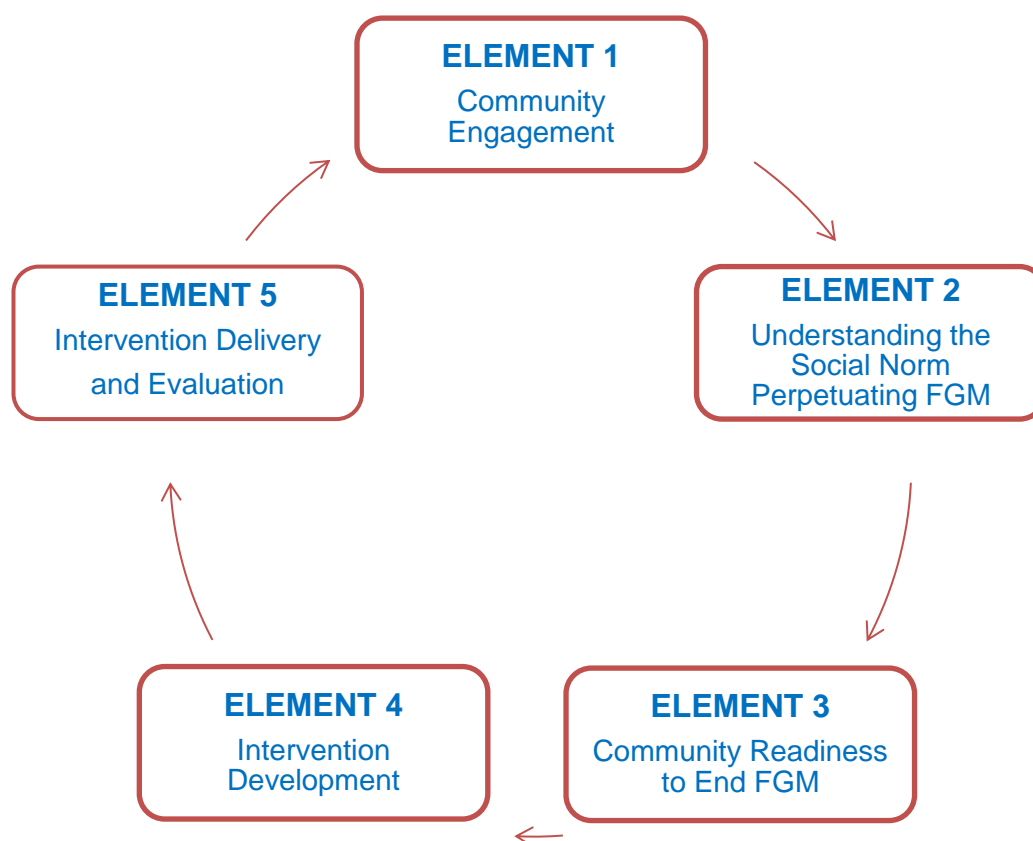 ELEMENT 1
Community
Engagement
ELEMENT 2
Understanding the
Social Norm
Perpetuating FGM
ELEMENT 3
Community Readiness
to End FGM
ELEMENT 4
Intervention
Development
ELEMENT 5
Intervention Delivery
and Evaluation